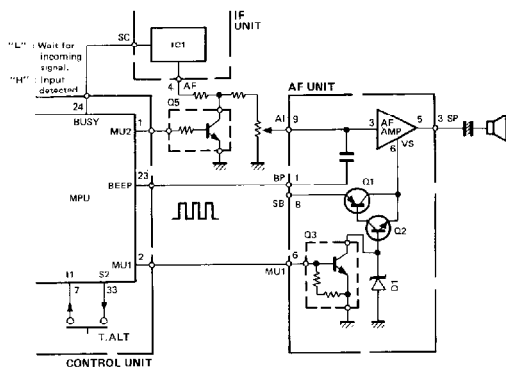 IF UNIT
"L" : Wait for
incoming
signal.
"H" : Input
detected
SC
IC1
4 AF
24
BUSY
Q5
MU2 1
AI 9
AF UNIT
3 AF AMP 5
6 VS
3 SP
23
BEEP
BP 1
SB 8
Q1
Q2
MPU
Q3
MU1 2
6
MU1
D1
I1 S2
7 33
T.ALT
CONTROL UNIT